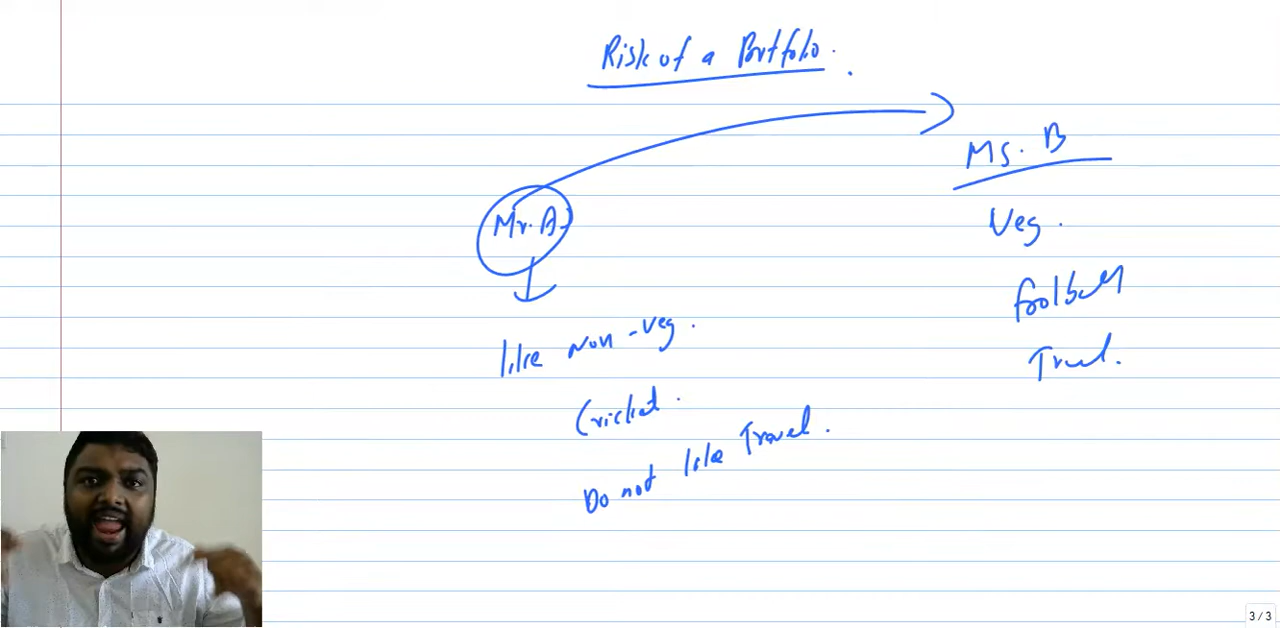 Risk of a Portfolio.
Mr. A
like Non-Veg.
Cricket.
Do not like Travel.
Ms. B
Veg.
football
Travel.
3/3